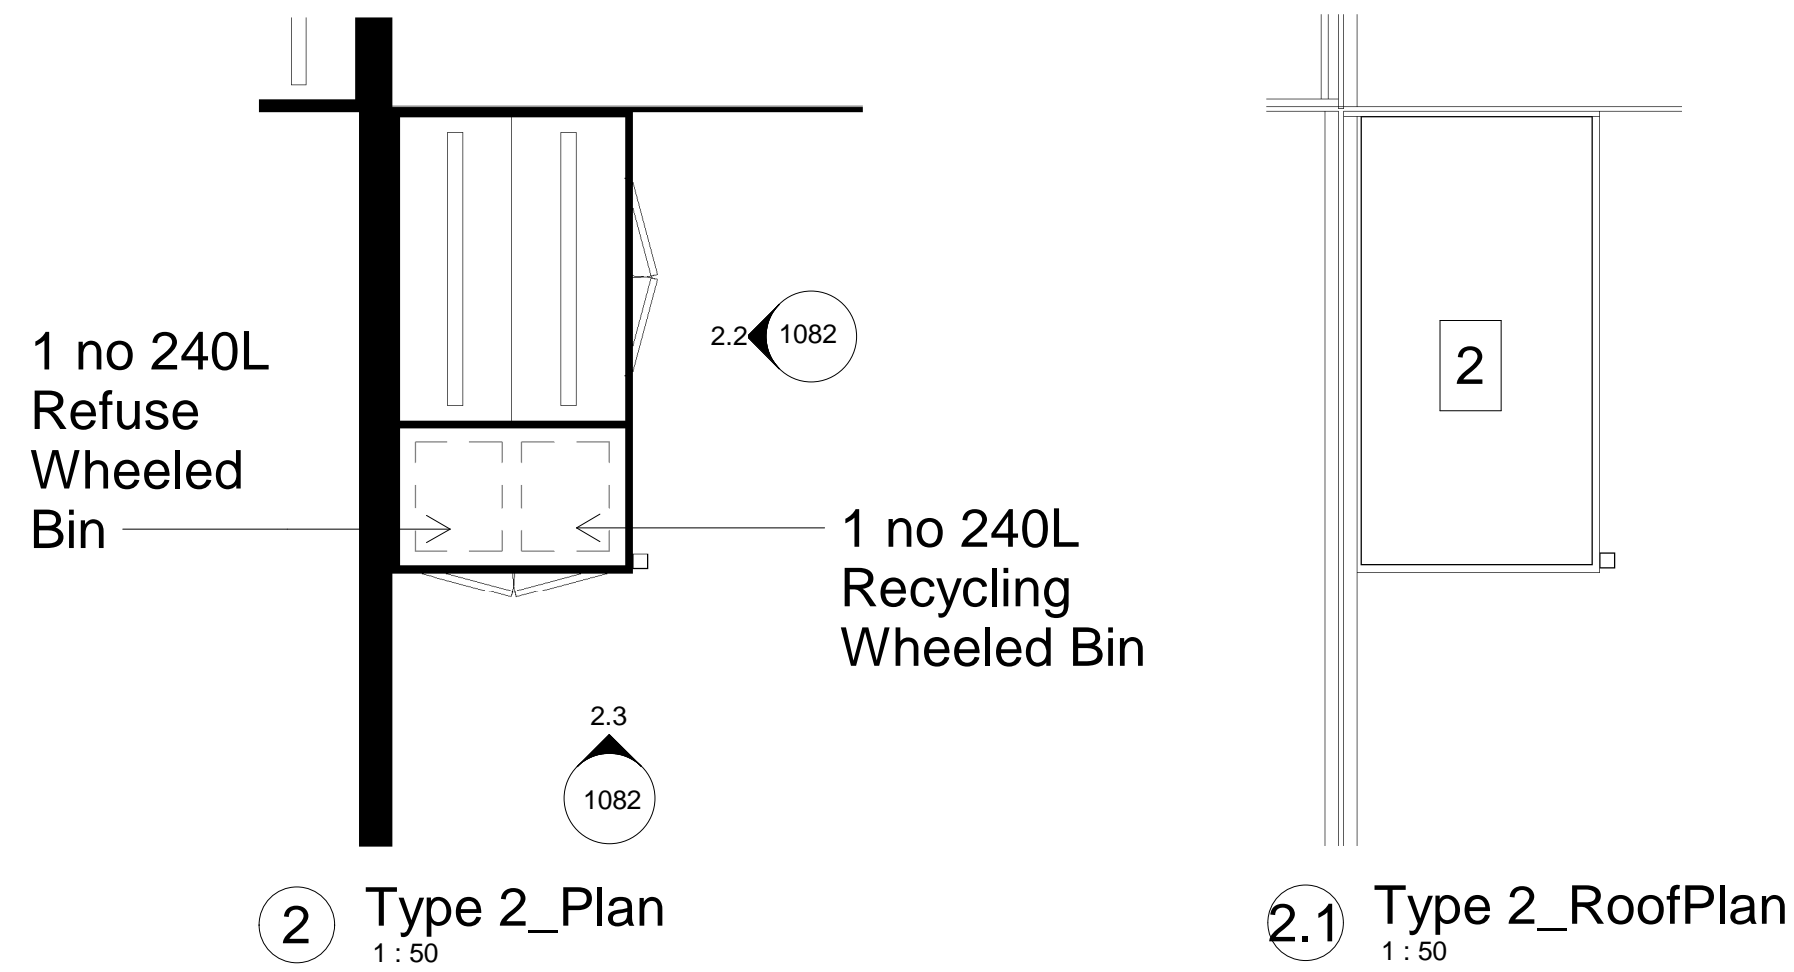 1 no 240L
Refuse
Wheeled
Bin
2.2
1082
1 no 240L
Recycling
Wheeled Bin
2.3
1082
2
Type 2_Plan
1 : 50
2
2.1
Type 2_RoofPlan
1 : 50